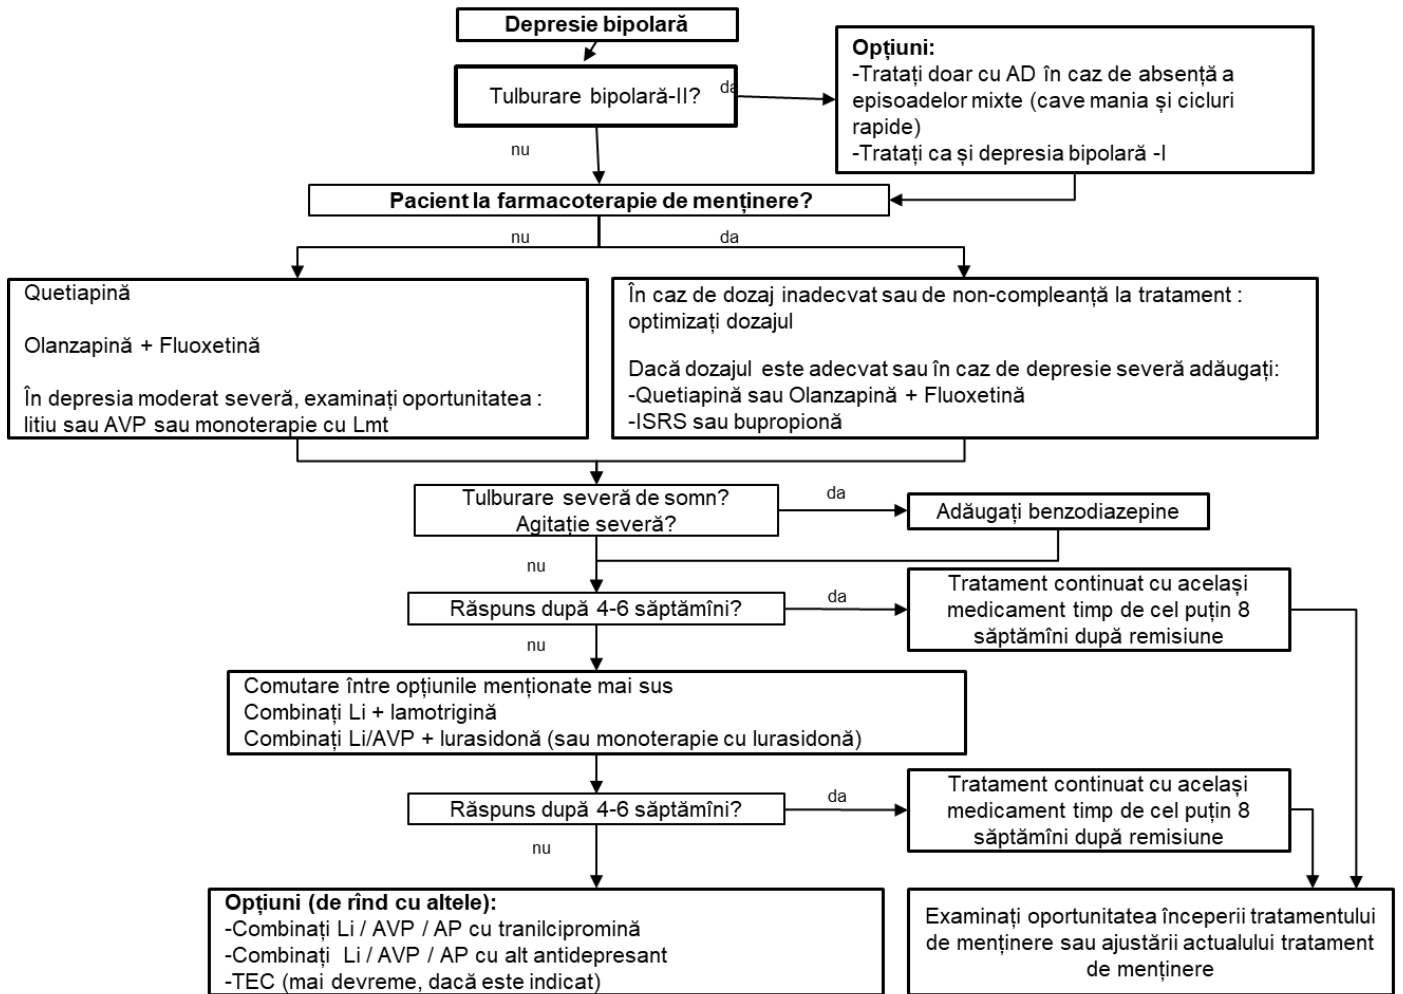 Depresie bipolară
Tulburare bipolară-II?
da
Opțiuni:
-Tratați doar cu AD în caz de absență a
episoadelor mixte (cave mania și cicluri
rapide)
-Tratați ca și depresia bipolară -I
nu
Pacient la farmacoterapie de menținere?
nu
da
Quetiapină
Olanzapină + Fluoxetină
În depresia moderat severă, examinați oportunitatea :
litiu sau AVP sau monoterapie cu Lmt
În caz de dozaj inadecvat sau de non-compleanță la tratament :
optimizați dozajul
Dacă dozajul este adecvat sau în caz de depresie severă adăugați:
-Quetiapină sau Olanzapină + Fluoxetină
-ISRS sau bupropionă
Tulburare severă de somn?
Agitație severă?
da
Adăugați benzodiazepine
nu
Răspuns după 4-6 săptămîni?
da
Tratament continuat cu același
medicament timp de cel puțin 8
săptămîni după remisiune
nu
Comutare între opțiunile menționate mai sus
Combinați Li + lamotrigină
Combinați Li/AVP + lurasidonă (sau monoterapie cu lurasidonă)
Răspuns după 4-6 săptămîni?
da
Tratament continuat cu același
medicament timp de cel puțin 8
săptămîni după remisiune
nu
Opțiuni (de rînd cu altele):
-Combinați Li / AVP / AP cu tranilcipromină
-Combinați  Li / AVP / AP cu alt antidepresant
-TEC (mai devreme, dacă este indicat)
Examinați oportunitatea începerii tratamentului
de menținere sau ajustării actualului tratament
de menținere